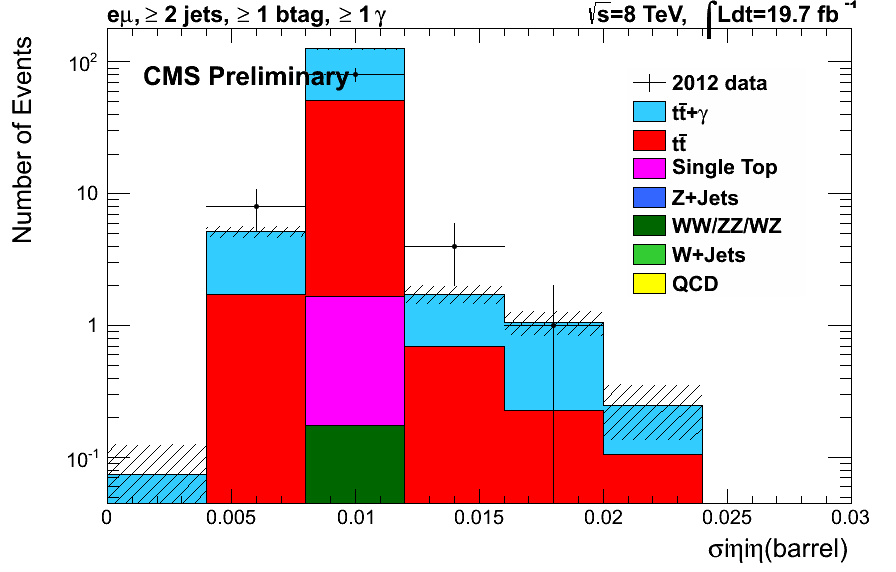 eμ, ≥ 2 jets, ≥ 1 btag, ≥ 1 γ
√s=8 TeV, ∫Ldt=19.7 fb⁻¹
CMS Preliminary
2012 data
tt̄+γ
tt̄
Single Top
Z+Jets
WW/ZZ/WZ
W+Jets
QCD
Number of Events
10²
10
1
10⁻¹
0 0.005 0.01 0.015 0.02 0.025 0.03
σiηiη(barrel)